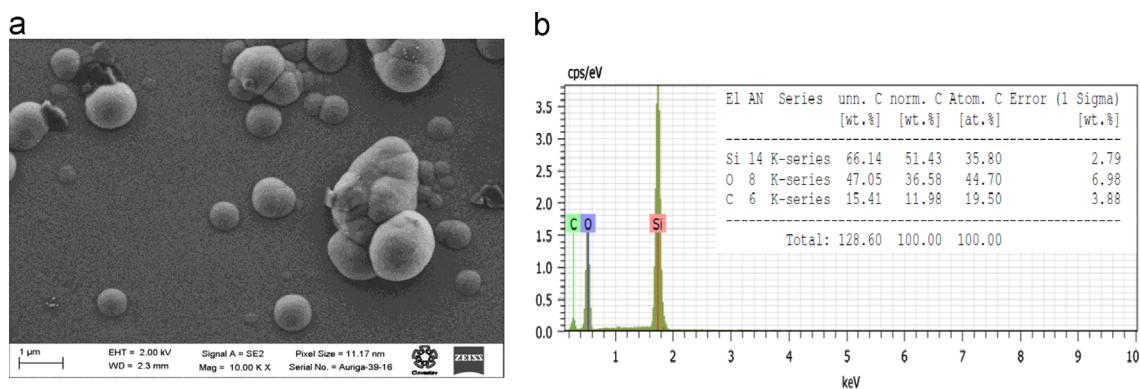 a
1 µm
EHT = 2.00 kV
WD = 2.3 mm
Signal A = SE2
Mag = 10.00 K X
Pixel Size = 11.17 nm
Serial No. = Auriga-39-16
Cinvestav
ZEISS
b
cps/eV
El AN Series unn. C norm. C Atom. C Error (1 Sigma)
[wt.%] [wt.%] [at.%] [wt.%]
Si 14 K-series 66.14 51.43 35.80 2.79
O 8 K-series 47.05 36.58 44.70 6.98
C 6 K-series 15.41 11.98 19.50 3.88
Total: 128.60 100.00 100.00
3.5
3.0
2.5
2.0
1.5
1.0
0.5
0.0
C O Si
1 2 3 4 5 6 7 8 9 10
keV